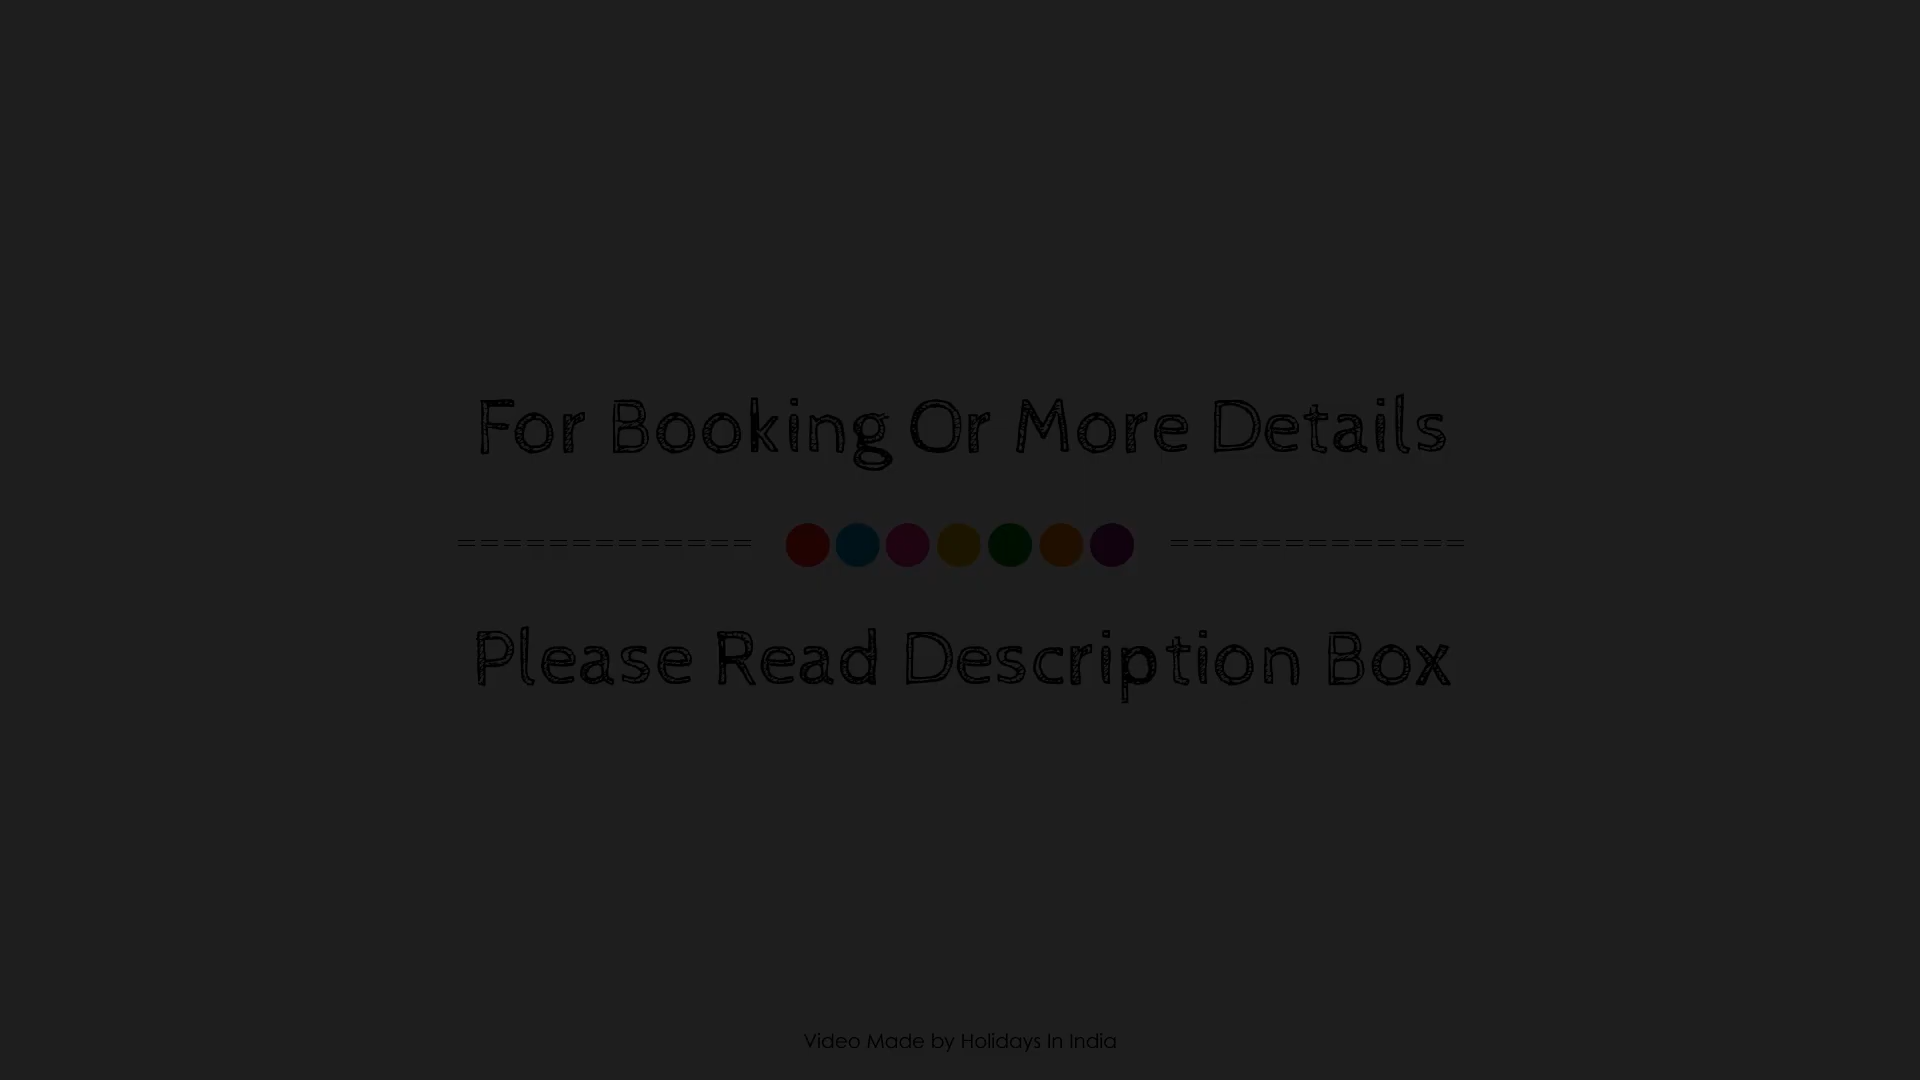 For Booking Or More Details
============= =============
Please Read Description Box
Video Made by Holidays In India